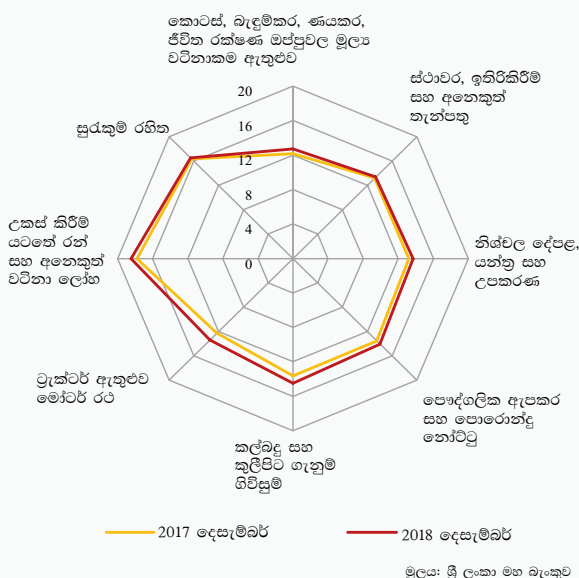 කොටස්, බැඳුම්කර, ණයකර,
ජීවිත රක්ෂණ ඔප්පුවල මූල්‍ය
වටිනාකම ඇතුළුව
ස්ථාවර, ඉතිරිකිරීම්
සහ අනෙකුත්
තැන්පතු
20
16
12
8
4
0
සුරැකුම් රහිත
උකස් කිරීම්
යටතේ රන්
සහ අනෙකුත්
වටිනා ලෝහ
නිශ්චල දේපළ,
යන්ත්‍ර සහ
උපකරණ
ට්‍රැක්ටර් ඇතුළුව
මෝටර් රථ
පෞද්ගලික ඇපකර
සහ පොරොන්දු
නෝට්ටු
කල්බදු සහ
කුලීපිට ගැනුම්
ගිවිසුම්
2017 දෙසැම්බර්
2018 දෙසැම්බර්
මූලය: ශ්‍රී ලංකා මහ බැංකුව